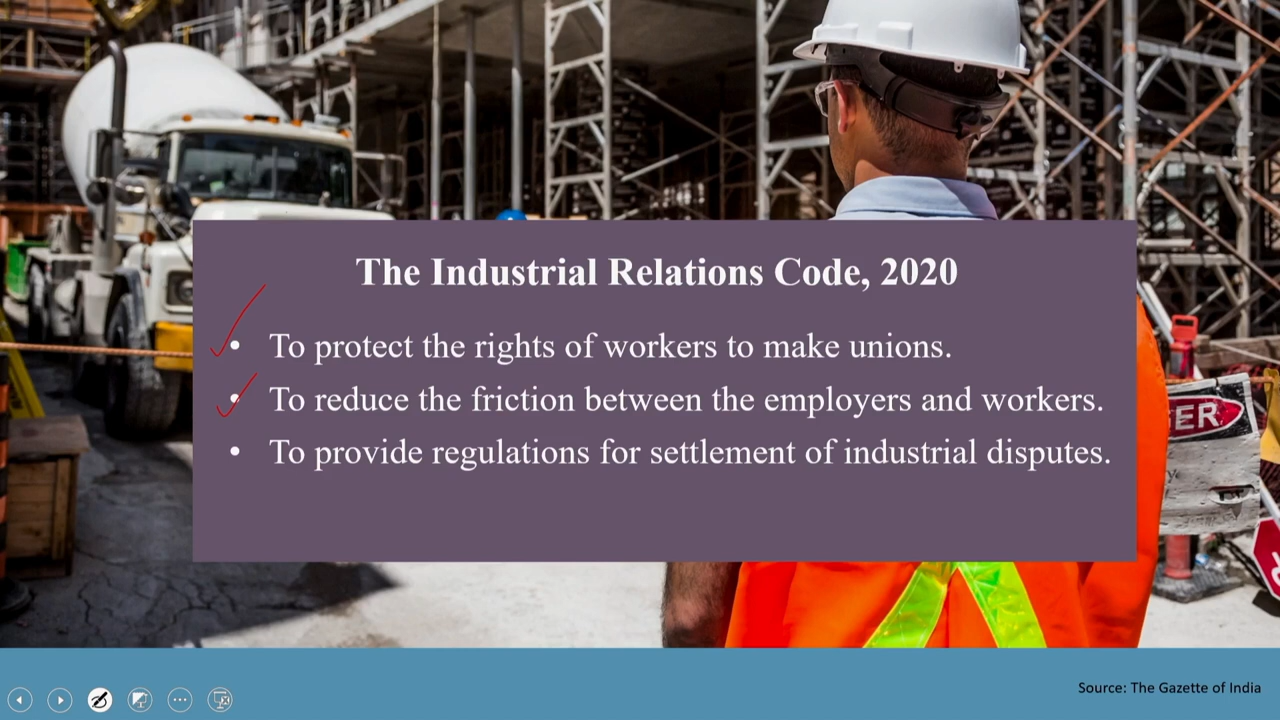 The Industrial Relations Code, 2020
• To protect the rights of workers to make unions.
• To reduce the friction between the employers and workers.
• To provide regulations for settlement of industrial disputes.
ER
Source: The Gazette of India